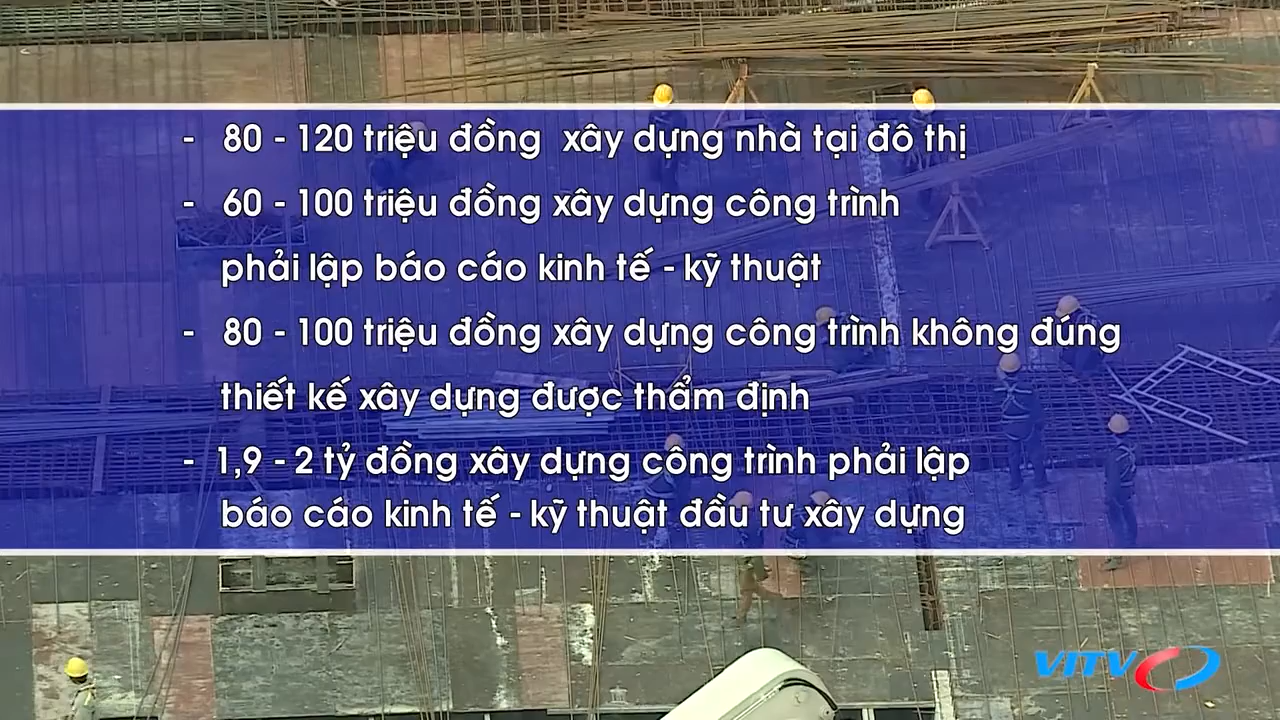 - 80 - 120 triệu đồng xây dựng nhà tại đô thị
- 60 - 100 triệu đồng xây dựng công trình
phải lập báo cáo kinh tế - kỹ thuật
- 80 - 100 triệu đồng xây dựng công trình không đúng
thiết kế xây dựng được thẩm định
- 1,9 - 2 tỷ đồng xây dựng công trình phải lập
báo cáo kinh tế - kỹ thuật đầu tư xây dựng
VITV